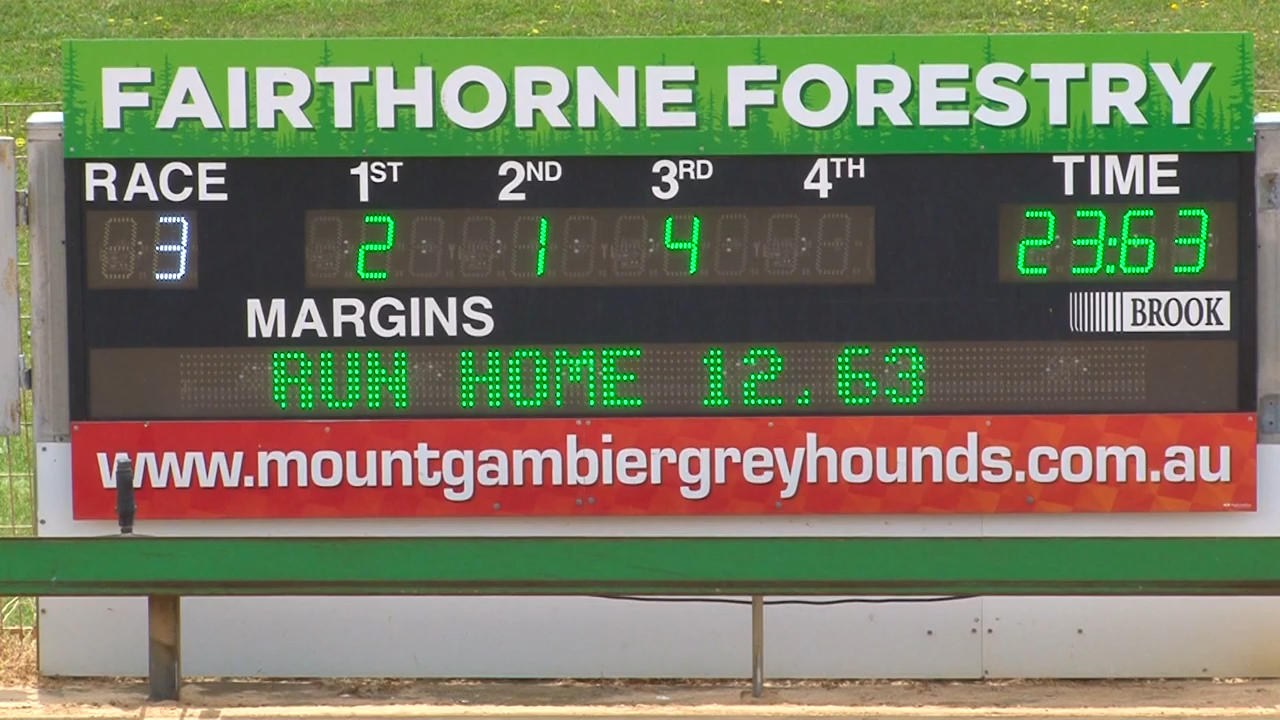 FAIRTHORNE FORESTRY
RACE 1ST 2ND 3RD 4TH TIME
3 2 1 4 23:63
MARGINS BROOK
RUN HOME 12.63
www.mountgambiergreyhounds.com.au